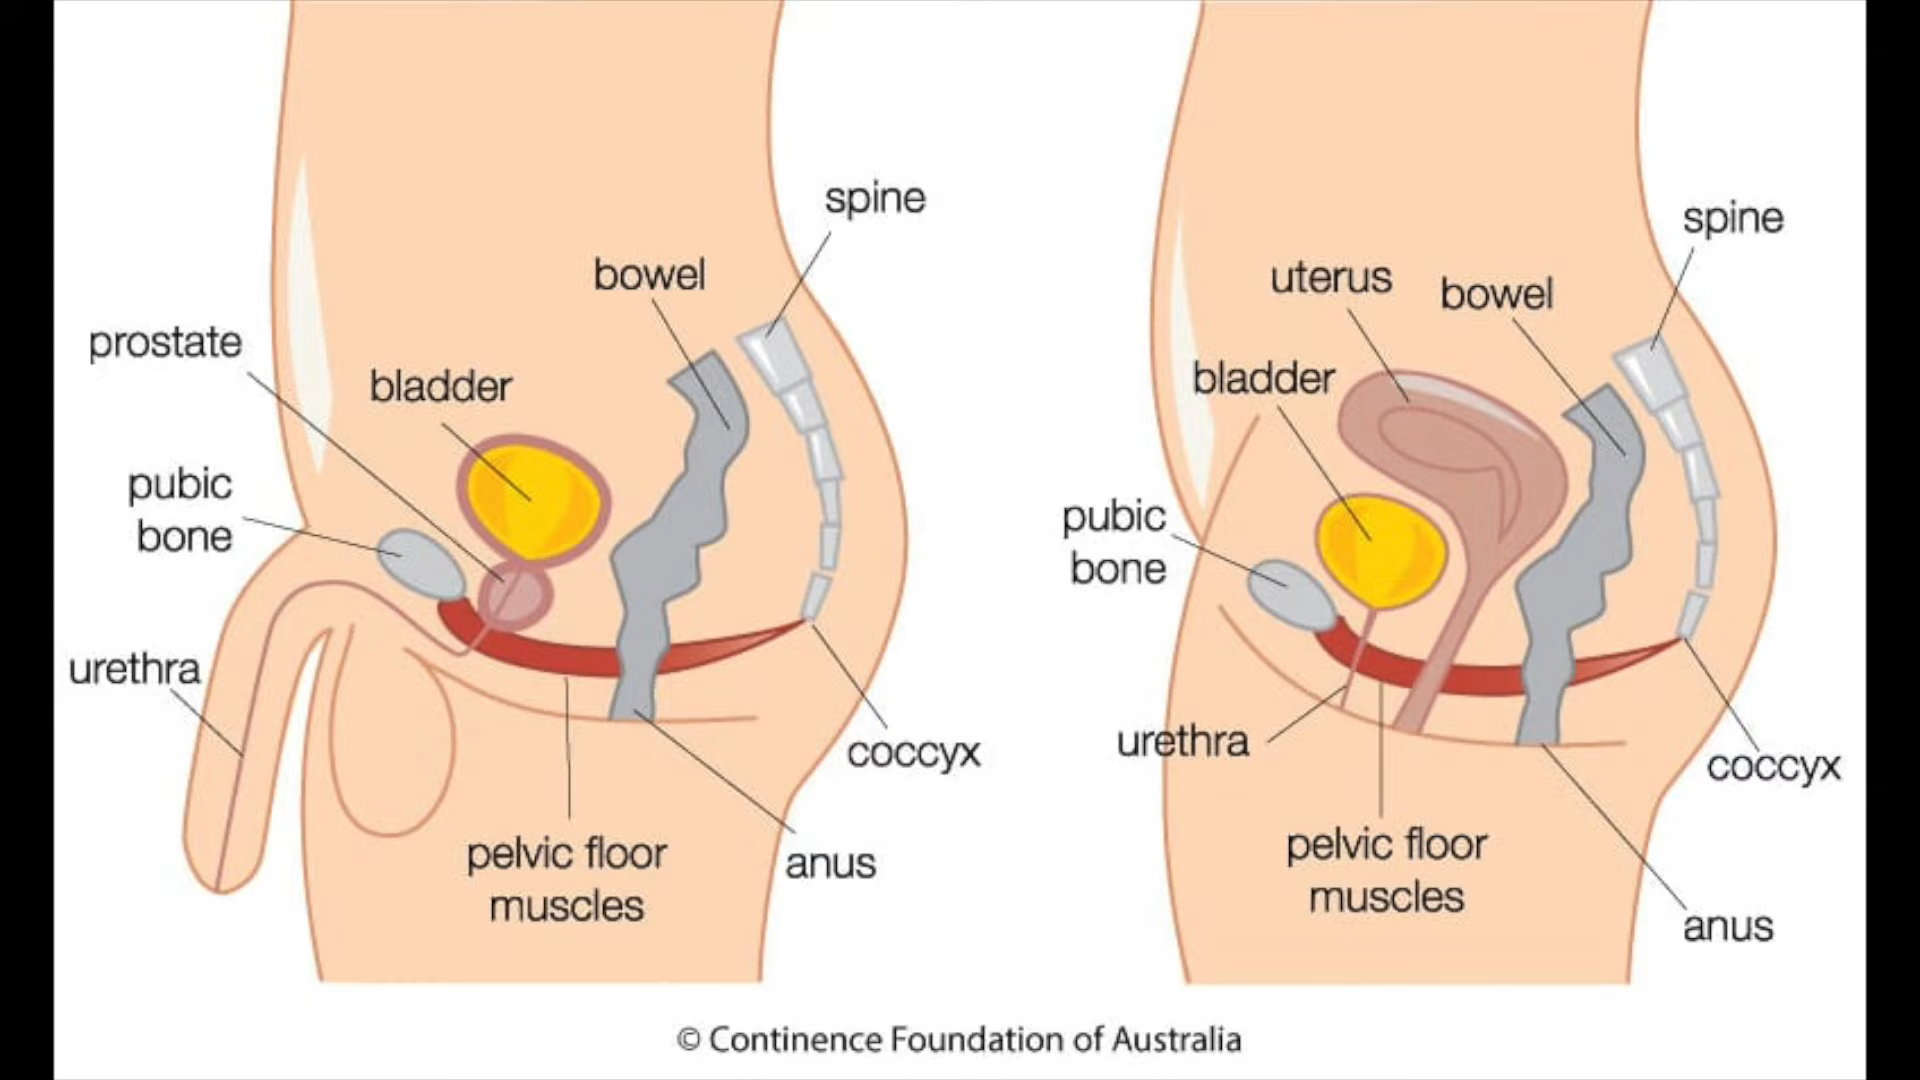 spine
bowel
prostate
bladder
pubic
bone
urethra
coccyx
pelvic floor
muscles
anus
spine
uterus
bowel
bladder
pubic
bone
urethra
coccyx
pelvic floor
muscles
anus
© Continence Foundation of Australia